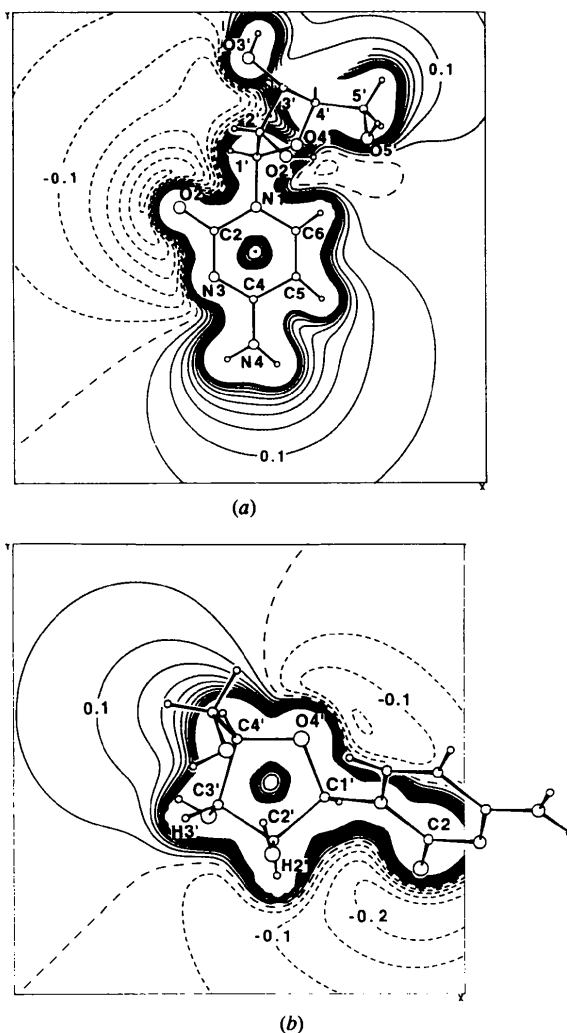 Y
O3'
0.1
3'
5'
4'
2
O4'
O5'
1'
O2
-0.1
N1
O2
C2
C6
N3
C4
C5
N4
0.1
X
(a)
Y
-0.1
0.1
O4'
C4'
C3'
C1'
C2'
C2
H3'
H2'
-0.2
-0.1
X
(b)